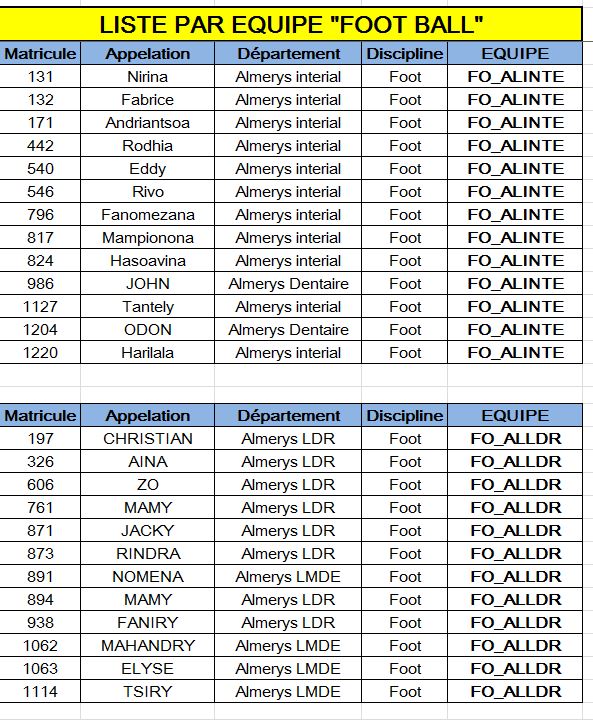 LISTE PAR EQUIPE "FOOT BALL"
Matricule Appelation Département Discipline EQUIPE
131 Nirina Almerys interial Foot FO_ALINTE
132 Fabrice Almerys interial Foot FO_ALINTE
171 Andriantsoa Almerys interial Foot FO_ALINTE
442 Rodhia Almerys interial Foot FO_ALINTE
540 Eddy Almerys interial Foot FO_ALINTE
546 Rivo Almerys interial Foot FO_ALINTE
796 Fanomezana Almerys interial Foot FO_ALINTE
817 Mampionona Almerys interial Foot FO_ALINTE
824 Hasoavina Almerys interial Foot FO_ALINTE
986 JOHN Almerys Dentaire Foot FO_ALINTE
1127 Tantely Almerys interial Foot FO_ALINTE
1204 ODON Almerys Dentaire Foot FO_ALINTE
1220 Harilala Almerys interial Foot FO_ALINTE
Matricule Appelation Département Discipline EQUIPE
197 CHRISTIAN Almerys LDR Foot FO_ALLDR
326 AINA Almerys LDR Foot FO_ALLDR
606 ZO Almerys LDR Foot FO_ALLDR
761 MAMY Almerys LDR Foot FO_ALLDR
871 JACKY Almerys LDR Foot FO_ALLDR
873 RINDRA Almerys LDR Foot FO_ALLDR
891 NOMENA Almerys LMDE Foot FO_ALLDR
894 MAMY Almerys LDR Foot FO_ALLDR
938 FANIRY Almerys LDR Foot FO_ALLDR
1062 MAHANDRY Almerys LMDE Foot FO_ALLDR
1063 ELYSE Almerys LMDE Foot FO_ALLDR
1114 TSIRY Almerys LMDE Foot FO_ALLDR